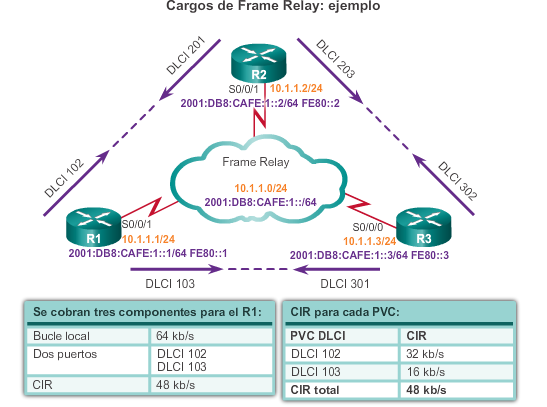 Cargos de Frame Relay: ejemplo
DLCI 201
DLCI 203
R2
S0/0/1
10.1.1.2/24
2001:DB8:CAFE:1::2/64 FE80::2
Frame Relay
10.1.1.0/24
2001:DB8:CAFE:1::/64
DLCI 102
DLCI 302
R1
S0/0/1
10.1.1.1/24
2001:DB8:CAFE:1::1/64 FE80::1
R3
S0/0/0
10.1.1.3/24
2001:DB8:CAFE:1::3/64 FE80::3
DLCI 103
DLCI 301
Se cobran tres componentes para el R1:
Bucle local 64 kb/s
Dos puertos DLCI 102
DLCI 103
CIR 48 kb/s
CIR para cada PVC:
PVC DLCI CIR
DLCI 102 32 kb/s
DLCI 103 16 kb/s
CIR total 48 kb/s